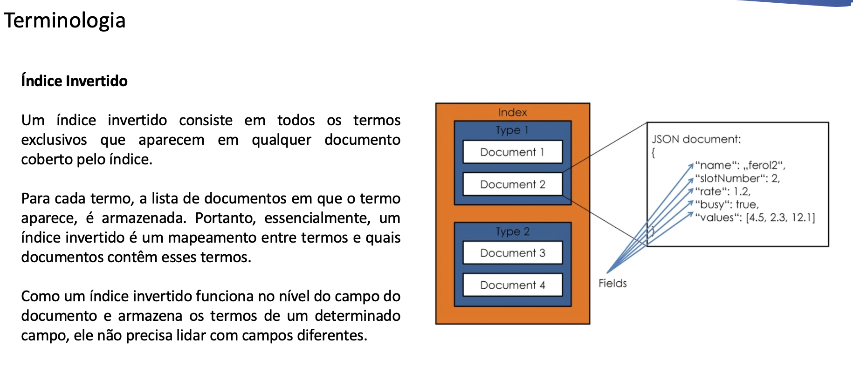 Terminologia
Índice Invertido
Um índice invertido consiste em todos os termos
exclusivos que aparecem em qualquer documento
coberto pelo índice.
Para cada termo, a lista de documentos em que o termo
aparece, é armazenada. Portanto, essencialmente, um
índice invertido é um mapeamento entre termos e quais
documentos contêm esses termos.
Como um índice invertido funciona no nível do campo do
documento e armazena os termos de um determinado
campo, ele não precisa lidar com campos diferentes.
Index
Type 1
Document 1
Document 2
Type 2
Document 3
Document 4
JSON document:
{
"name": „ferol2",
"slotNumber": 2,
"rate": 1.2,
"busy": true,
"values": [4.5, 2.3, 12.1]
}
Fields